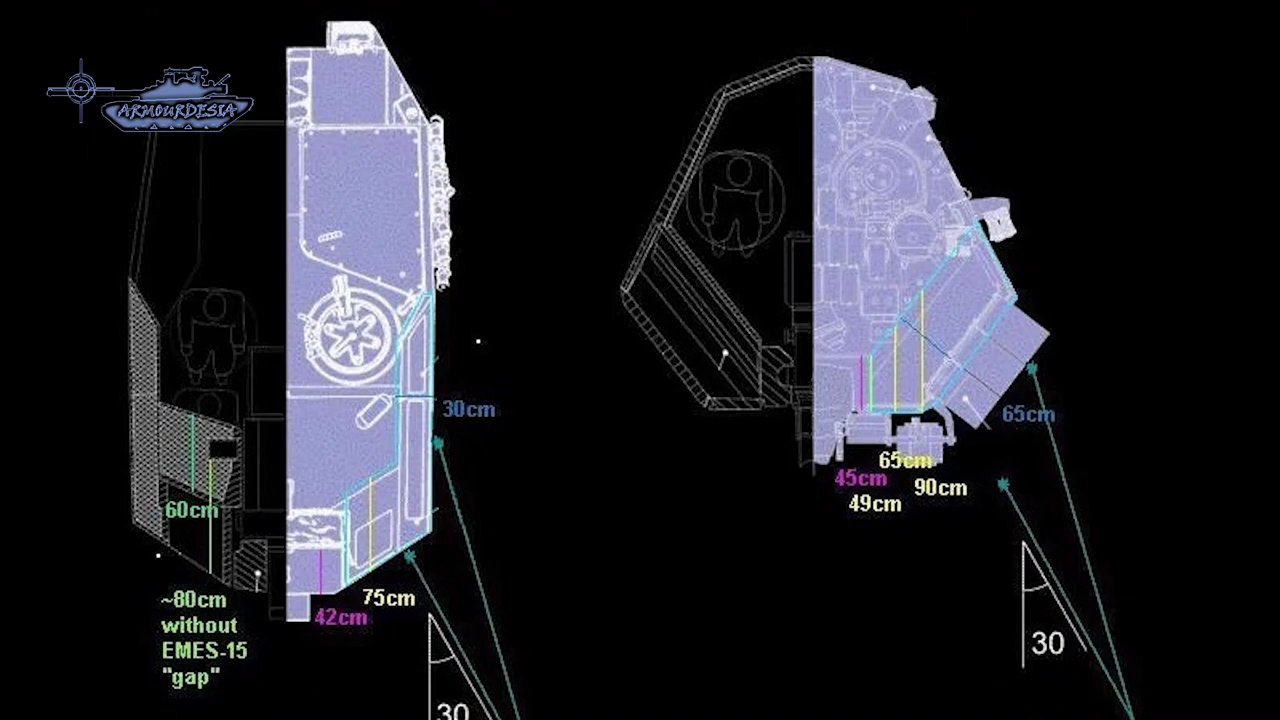 ARMOURDESIA
30cm
60cm
~80cm
without
EMES-15
"gap"
75cm
42cm
30
65cm
65cm
45cm
90cm
49cm
30